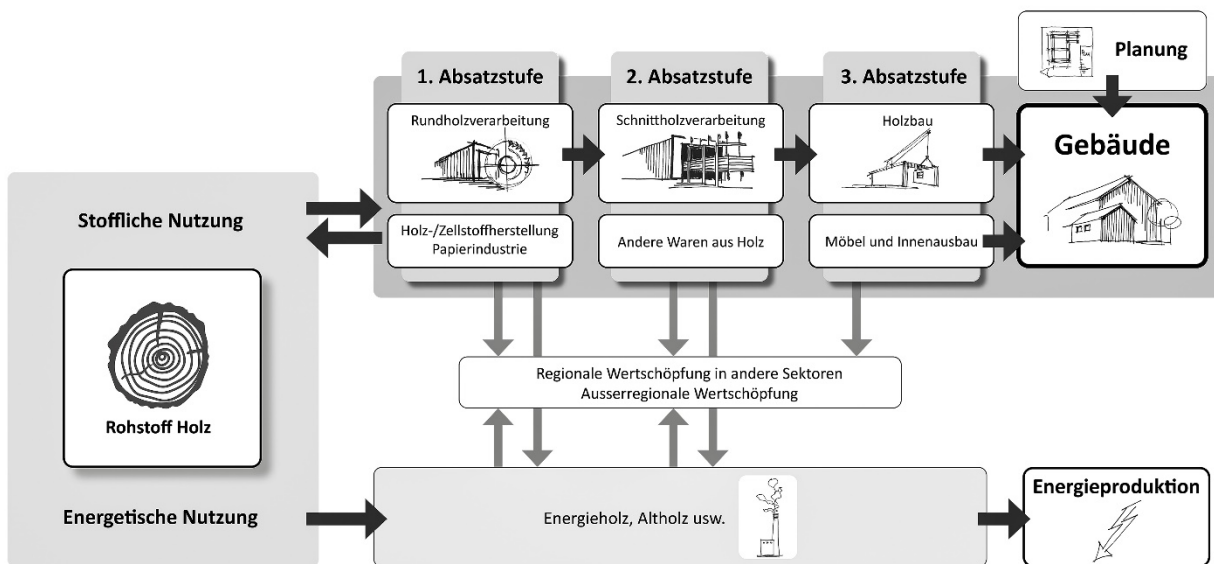 Planung
1. Absatzstufe
2. Absatzstufe
3. Absatzstufe
Rundholzverarbeitung
Schnittholzverarbeitung
Holzbau
Gebäude
Stoffliche Nutzung
Holz-/Zellstoffherstellung
Papierindustrie
Andere Waren aus Holz
Möbel und Innenausbau
Regionale Wertschöpfung in andere Sektoren
Ausserregionale Wertschöpfung
Rohstoff Holz
Energetische Nutzung
Energieholz, Altholz usw.
Energieproduktion